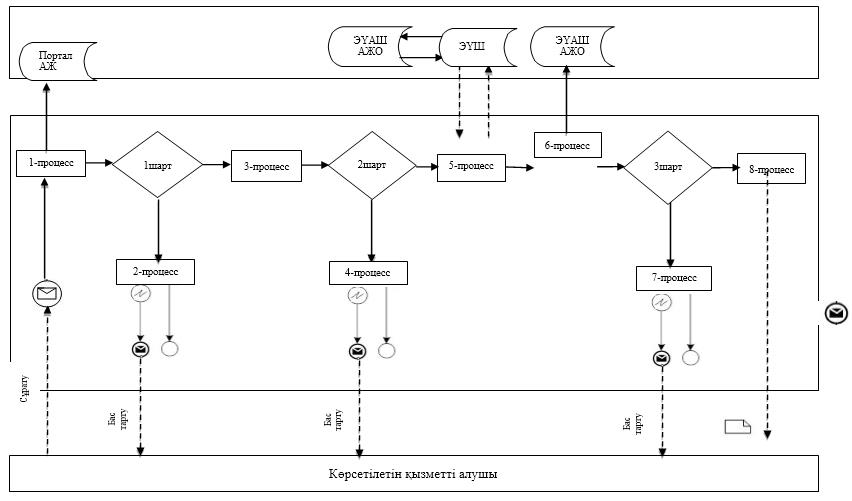 Портал
АЖ
ЭҮАШ
АЖО
ЭҮШ
ЭҮАШ
АЖО
1-процесс
1шарт
3-процесс
2шарт
5-процесс
6-процесс
3шарт
8-процесс
2-процесс
4-процесс
7-процесс
Сұрату
Бас
тарту
Бас
тарту
Бас
тарту
Көрсетілетін қызметті алушы